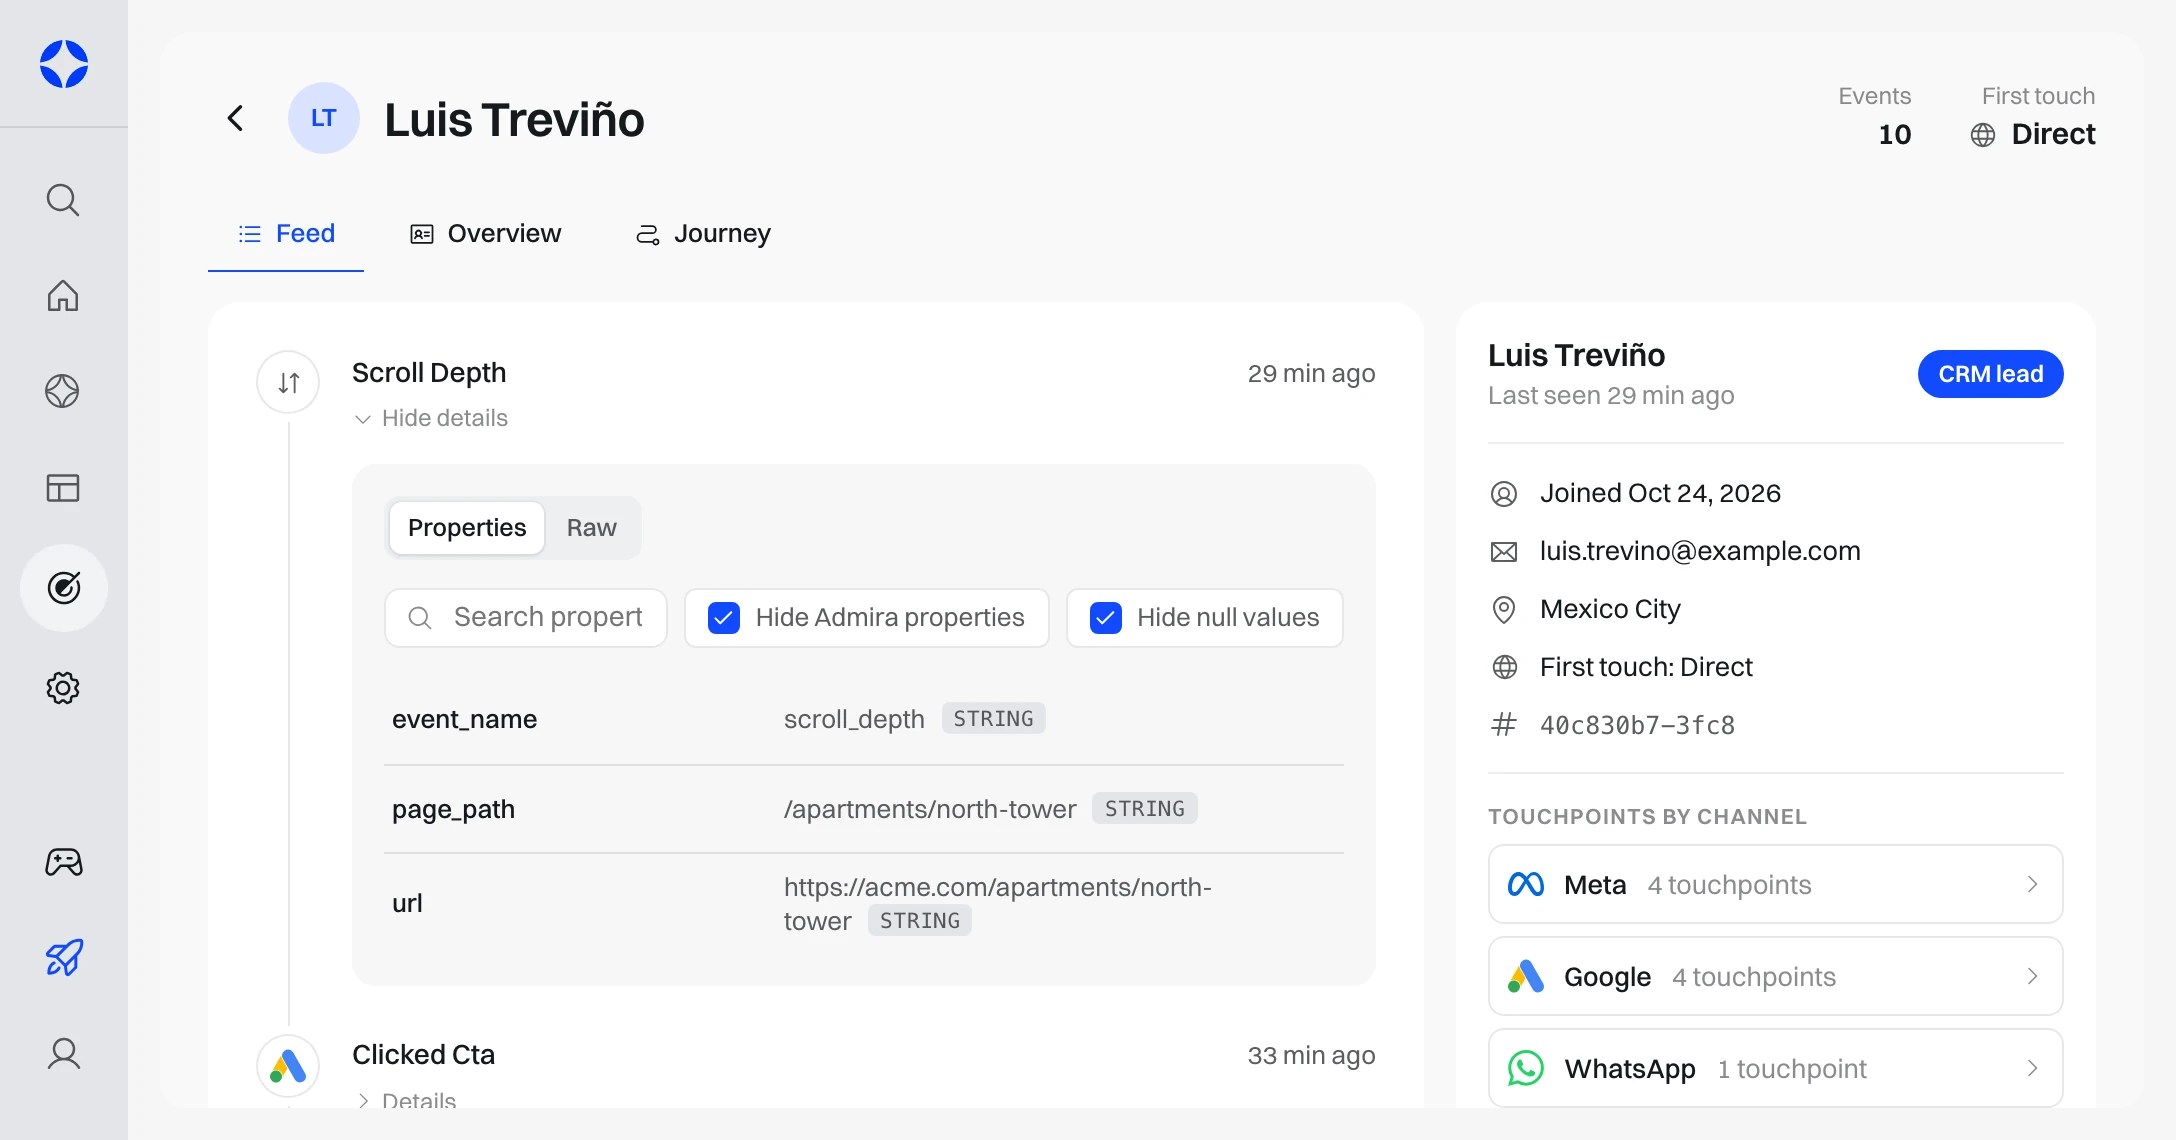 LT
Luis Treviño
Events
10
First touch
Direct
Feed
Overview
Journey
Scroll Depth
29 min ago
Hide details
Properties
Raw
Search propert
Hide Admira properties
Hide null values
event_name
scroll_depth STRING
page_path
/apartments/north-tower STRING
url
https://acme.com/apartments/north-
tower STRING
Clicked Cta
33 min ago
Details
Luis Treviño
Last seen 29 min ago
CRM lead
Joined Oct 24, 2026
luis.trevino@example.com
Mexico City
First touch: Direct
40c830b7-3fc8
TOUCHPOINTS BY CHANNEL
Meta 4 touchpoints
Google 4 touchpoints
WhatsApp 1 touchpoint